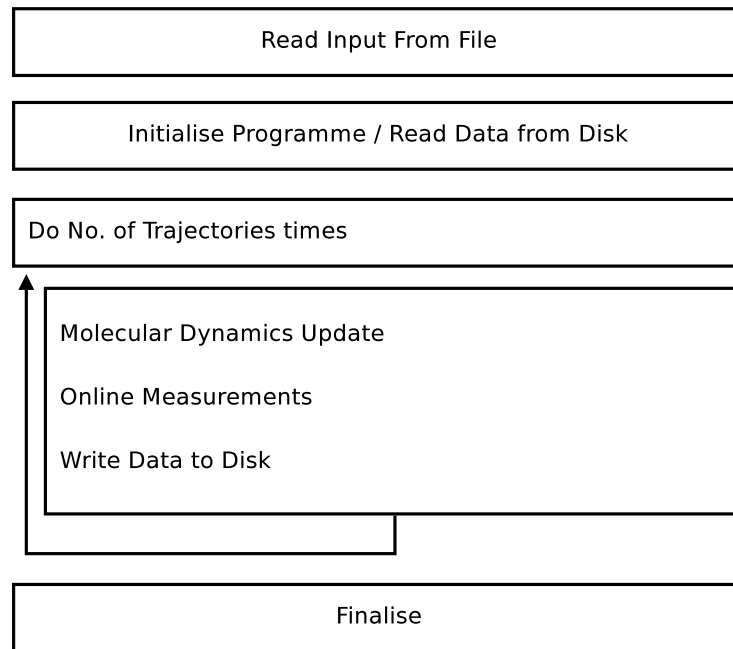 Read Input From File
Initialise Programme / Read Data from Disk
Do No. of Trajectories times
Molecular Dynamics Update
Online Measurements
Write Data to Disk
Finalise